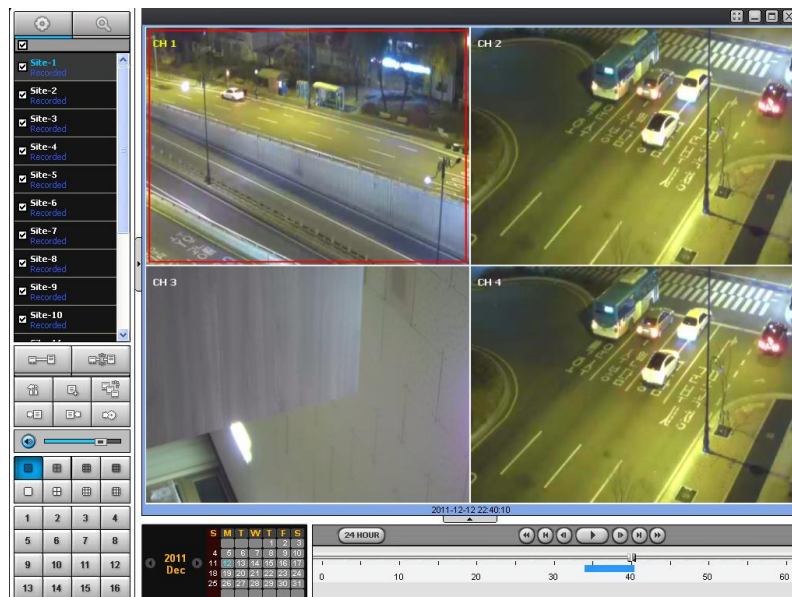 CH 1
CH 2
Site-1
Recorded
Site-2
Recorded
Site-3
Recorded
Site-4
Recorded
Site-5
Recorded
Site-6
Recorded
Site-7
Recorded
Site-8
Recorded
Site-9
Recorded
Site-10
Recorded
CH 3
CH 4
2011-12-12 22:40:10
1 2 3 4
5 6 7 8
9 10 11 12
13 14 15 16
2011
Dec
S M T W T F S
1 2 3
4 5 6 7 8 9 10
11 12 13 14 15 16 17
18 19 20 21 22 23 24
25 26 27 28 29 30 31
24 HOUR
0 10 20 30 40 50 60